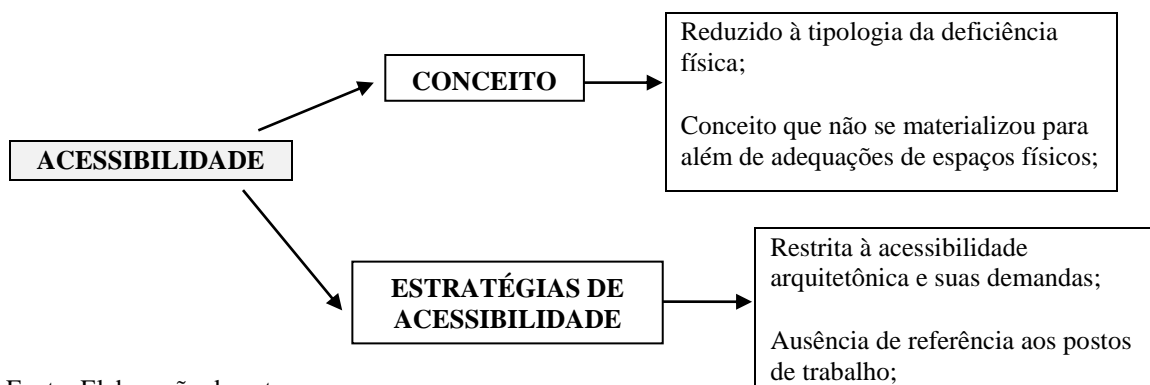 Reduzido à tipologia da deficiência
física;
CONCEITO
Conceito que não se materializou para
além de adequações de espaços físicos;
ACESSIBILIDADE
Restrita à acessibilidade
arquitetônica e suas demandas;
ESTRATÉGIAS DE
ACESSIBILIDADE
Ausência de referência aos postos
de trabalho;